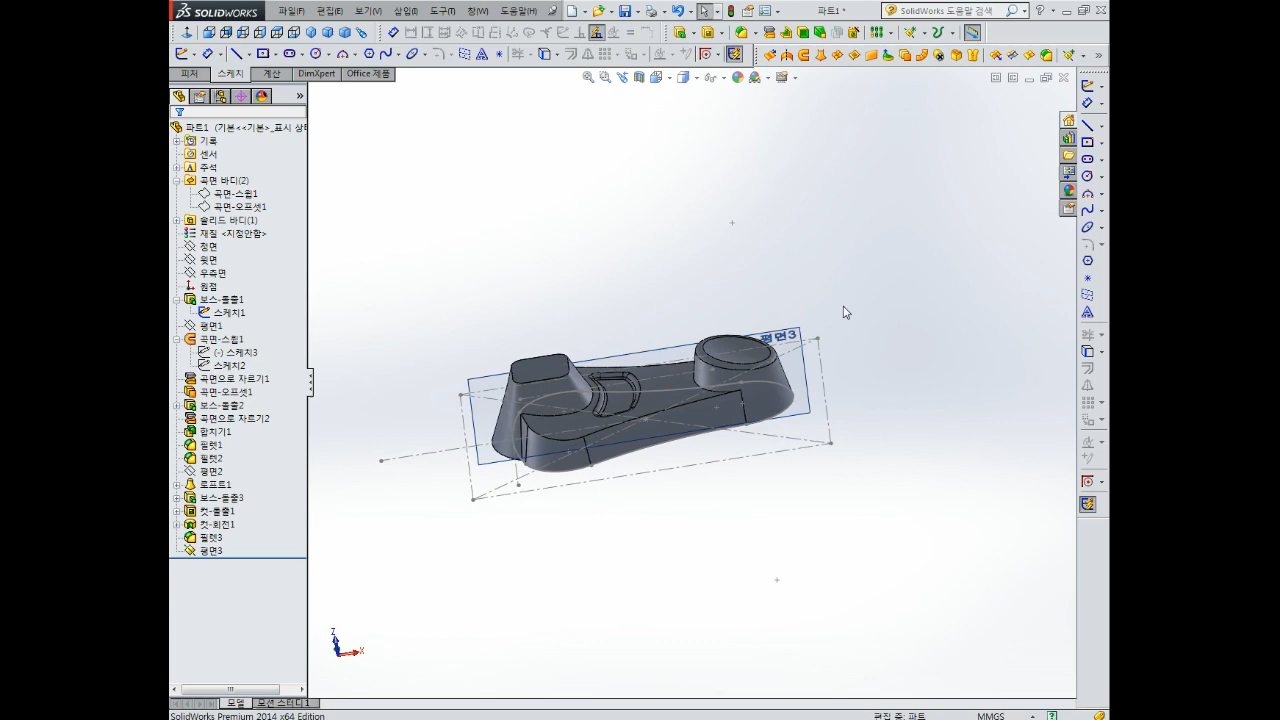 SOLIDWORKS 파일(F) 편집(E) 보기(V) 삽입(I) 도구(T) 창(W) 도움말(H) 파트1 * SolidWorks 도움말 검색
피처 스케치 계산 DimXpert Office 제품
파트1 (기본<<기본>_표시 상태
기록
센서
주석
곡면 바디(2)
곡면-스윕1
곡면-오프셋1
솔리드 바디(1)
재질 <지정안함>
정면
윗면
우측면
원점
보스-돌출1
스케치1
평면1
곡면-스윕1
(-) 스케치3
스케치2
곡면으로 자르기1
곡면-오프셋1
보스-돌출2
곡면으로 자르기2
합치기1
필렛1
필렛2
평면2
로프트1
보스-돌출3
컷-돌출1
컷-회전1
필렛3
평면3
평면3
Z
X
모델 모션 스터디 1
SolidWorks Premium 2014 x64 Edition 편집 중: 파트 MMGS